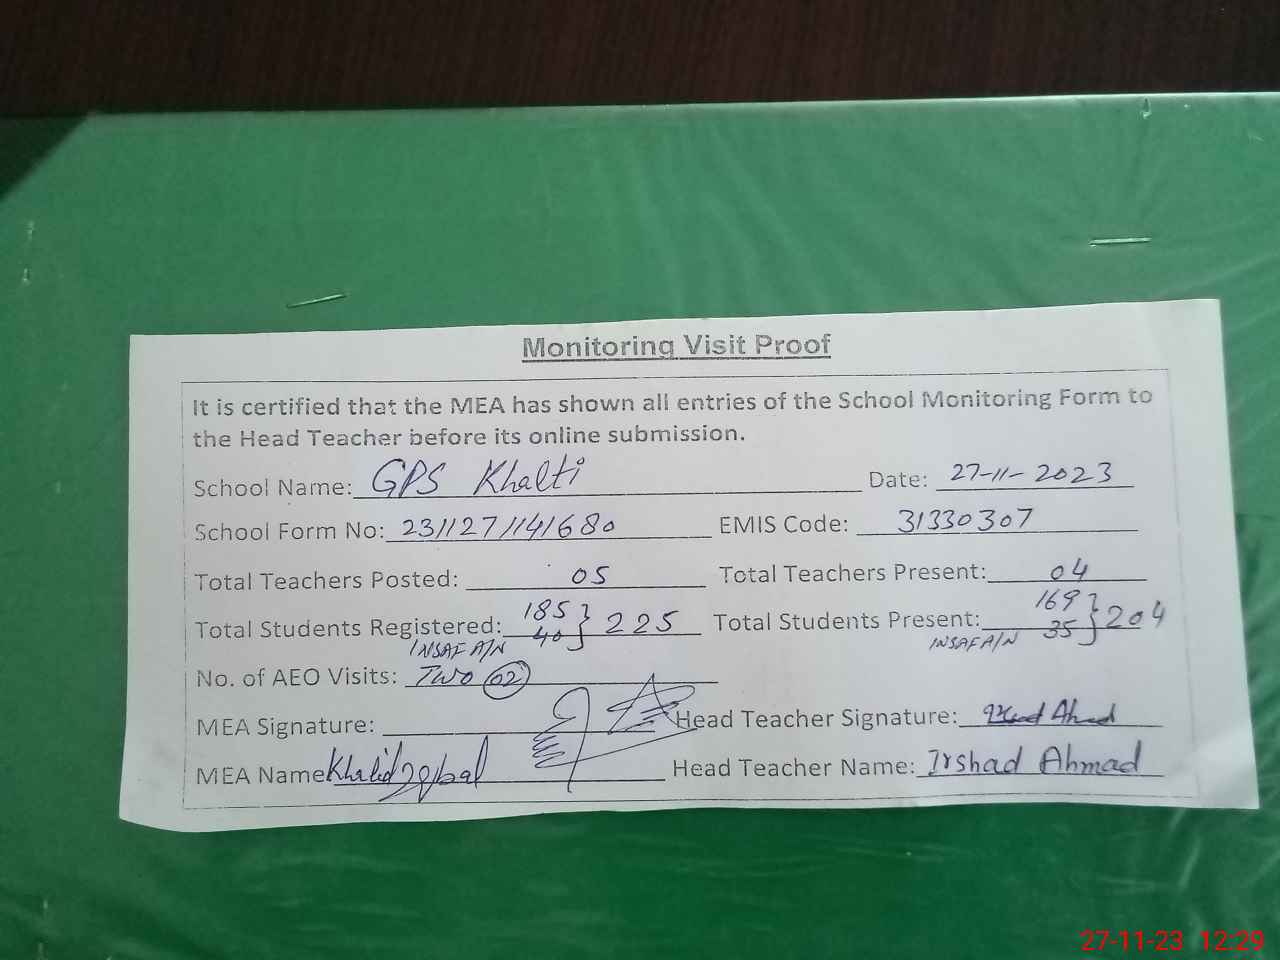 Monitoring Visit Proof
It is certified that the MEA has shown all entries of the School Monitoring Form to
the Head Teacher before its online submission.
School Name: GPS Khalti Date: 27-11-2023
School Form No: 231127141680 EMIS Code: 31330307
Total Teachers Posted: 05 Total Teachers Present: 04
Total Students Registered: 185 40 } 225 Total Students Present: 169 35 } 204
INSAF A/N INSAF A/N
No. of AEO Visits: Two 02
MEA Signature: Head Teacher Signature: Irshad Ahmad
MEA Name Khalid Iqbal Head Teacher Name: Irshad Ahmad
27-11-23 12:29